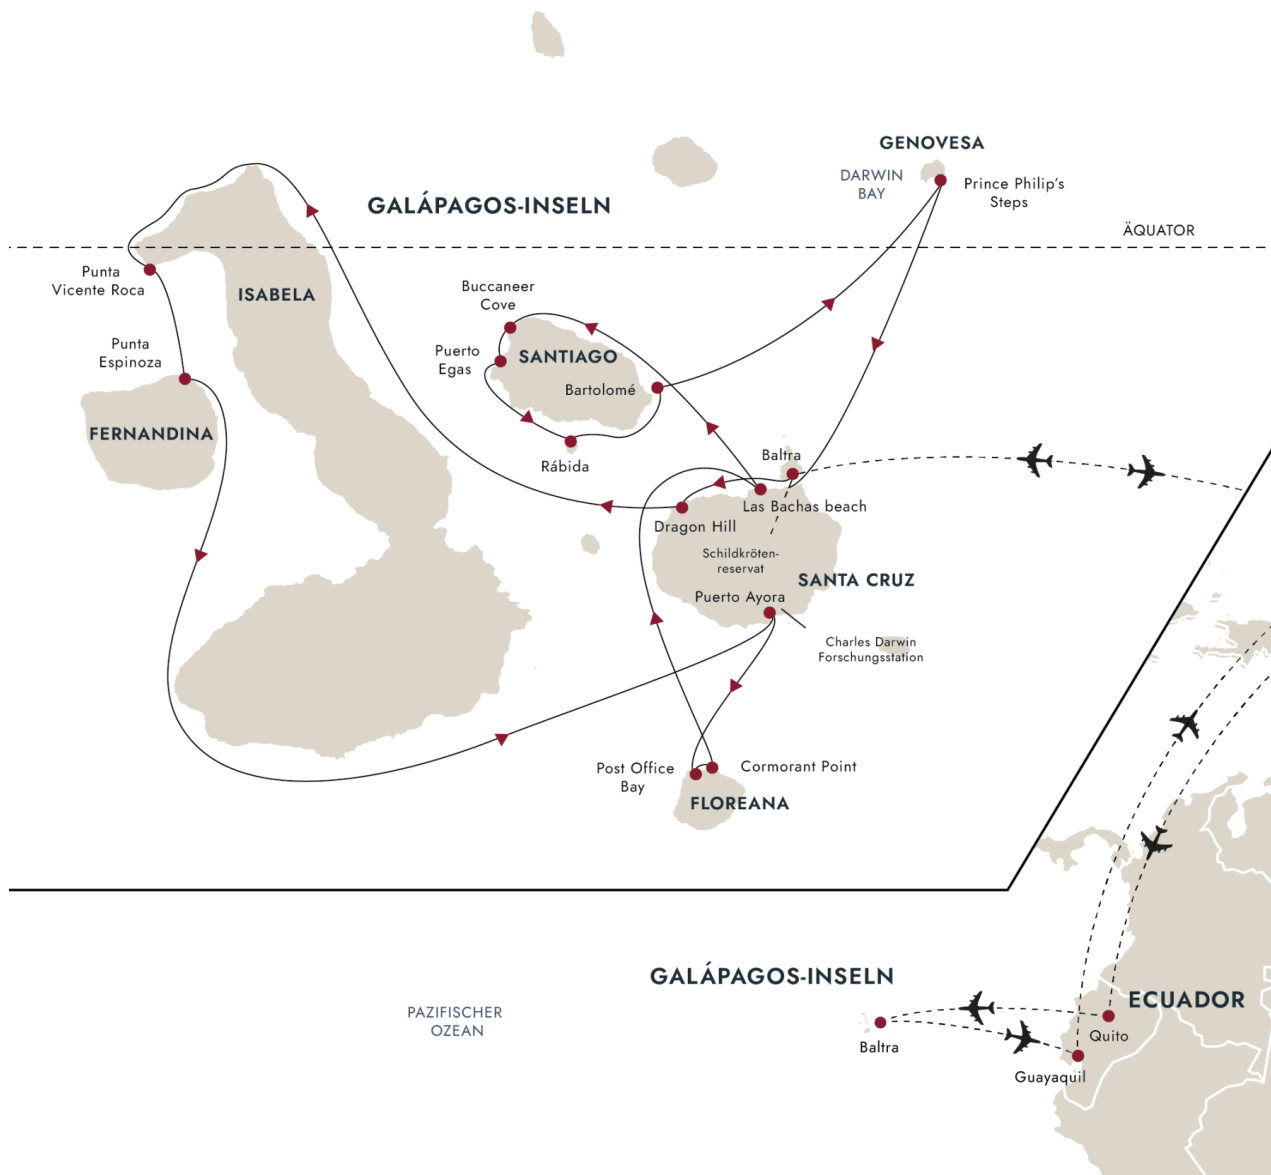 GENOVESA
DARWIN
BAY
Prince Philip's
Steps
GALÁPAGOS-INSELN
ÄQUATOR
Punta
Vicente Roca
ISABELA
Buccaneer
Cove
Punta
Espinoza
Puerto
Egas
SANTIAGO
Bartolomé
FERNANDINA
Rábida
Baltra
Las Bachas beach
Dragon Hill
Schildkröten-
reservat
SANTA CRUZ
Puerto Ayora
Charles Darwin
Forschungsstation
Post Office
Bay
Cormorant Point
FLOREANA
GALÁPAGOS-INSELN
ECUADOR
PAZIFISCHER
OZEAN
Quito
Baltra
Guayaquil